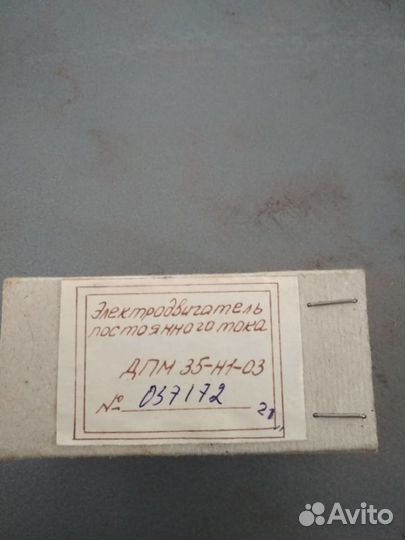 Электродвигатель
постоянного тока
ДПМ 35-Н1-03
№ 037172
Avito